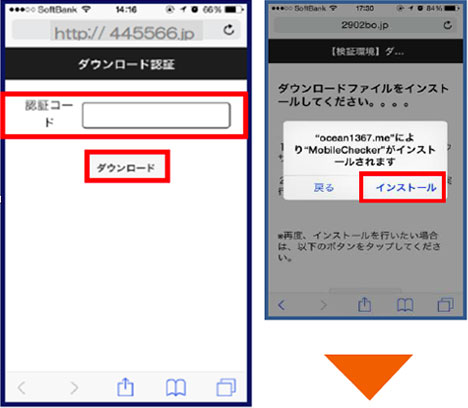 SoftBank 14:16 66%
http:// 445566.jp
ダウンロード認証
認証コー
ド
ダウンロード
SoftBank 17:30 84%
2902bo.jp
【検証環境】ダ...
ダウンロードファイルをインスト
ールしてください。。。。
“ocean1367.me”によ
り“MobileChecker”がインスト
ールされます
戻る インストール
※再度、インストールを行いたい場合
は、以下のボタンをタップしてくださ
い。